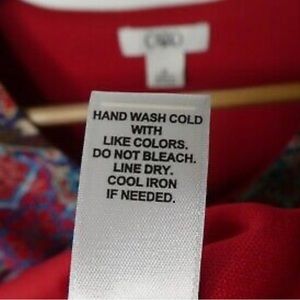 HAND WASH COLD
WITH
LIKE COLORS.
DO NOT BLEACH.
LINE DRY.
COOL IRON
IF NEEDED.